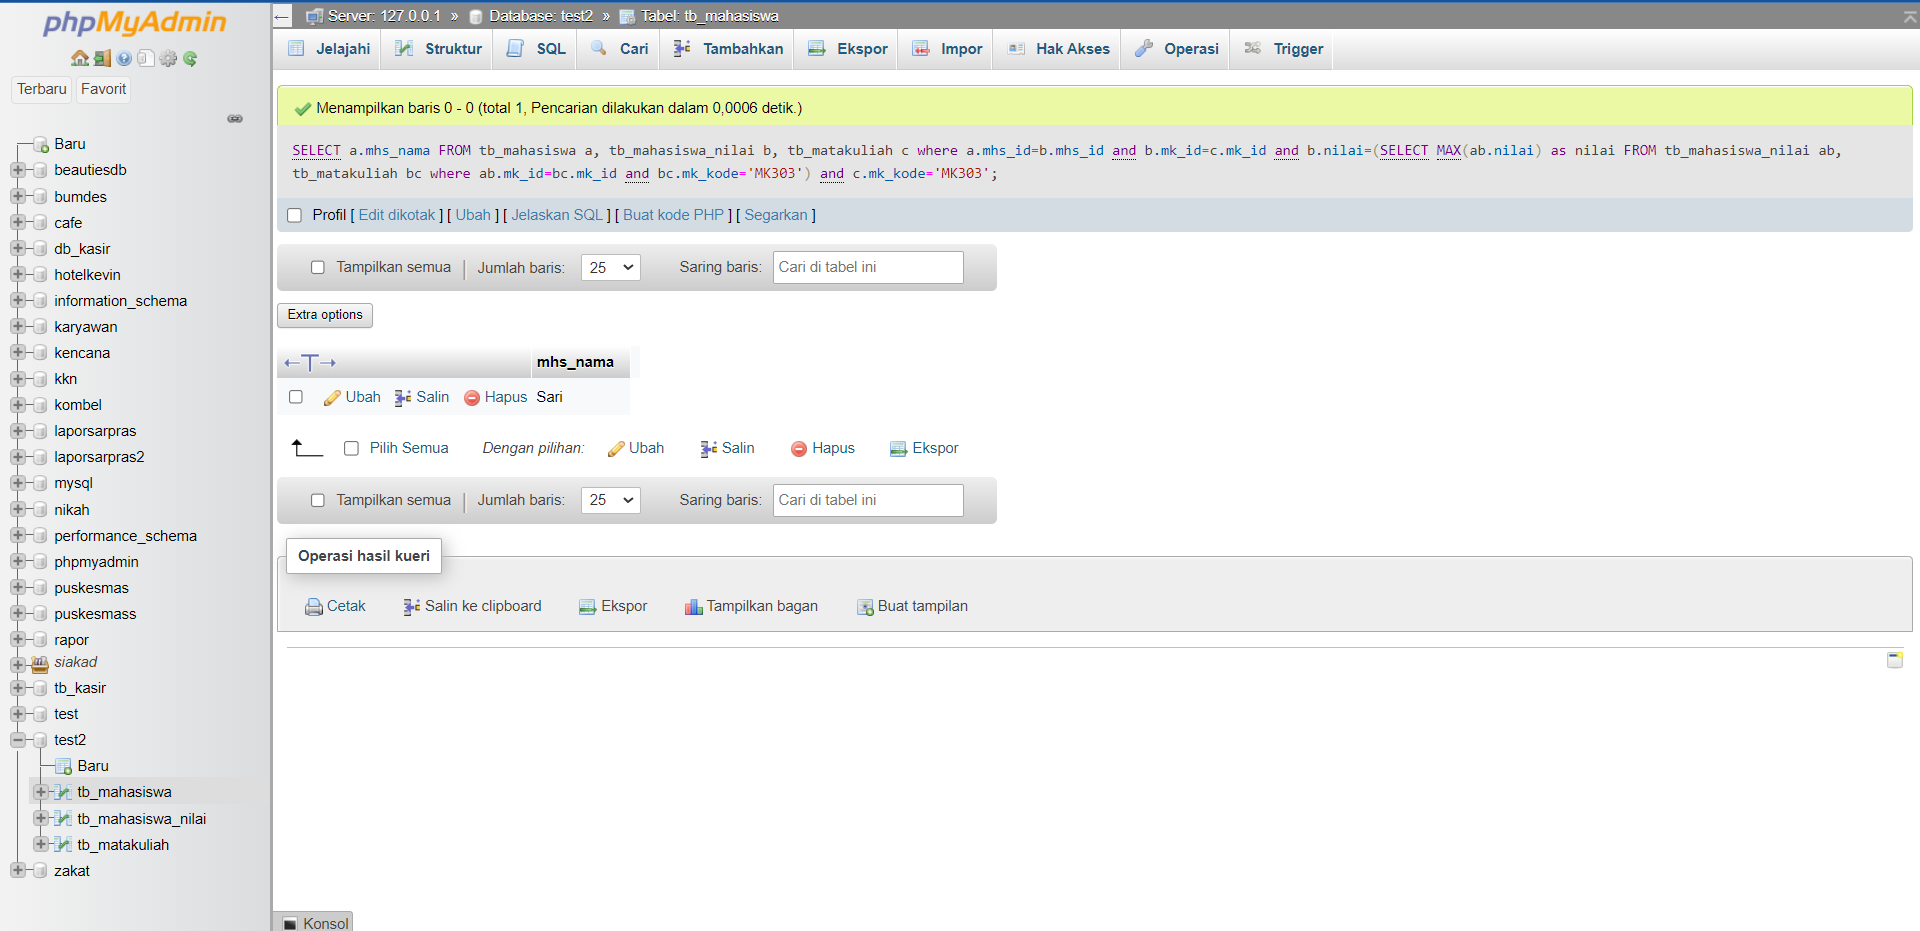 phpMyAdmin
Terbaru Favorit
Baru
beautiesdb
bumdes
cafe
db_kasir
hotelkevin
information_schema
karyawan
kencana
kkn
kombel
laporsarpras
laporsarpras2
mysql
nikah
performance_schema
phpmyadmin
puskesmas
puskesmass
rapor
siakad
tb_kasir
test
test2
Baru
tb_mahasiswa
tb_mahasiswa_nilai
tb_matakuliah
zakat
Server: 127.0.0.1 » Database: test2 » Tabel: tb_mahasiswa
Jelajahi Struktur SQL Cari Tambahkan Ekspor Impor Hak Akses Operasi Trigger
Menampilkan baris 0 - 0 (total 1, Pencarian dilakukan dalam 0,0006 detik.)
SELECT a.mhs_nama FROM tb_mahasiswa a, tb_mahasiswa_nilai b, tb_matakuliah c where a.mhs_id=b.mhs_id and b.mk_id=c.mk_id and b.nilai=(SELECT MAX(ab.nilai) as nilai FROM tb_mahasiswa_nilai ab,
tb_matakuliah bc where ab.mk_id=bc.mk_id and bc.mk_kode='MK303') and c.mk_kode='MK303';
Profil [ Edit dikotak ] [ Ubah ] [ Jelaskan SQL ] [ Buat kode PHP ] [ Segarkan ]
Tampilkan semua | Jumlah baris: 25 Saring baris: Cari di tabel ini
Extra options
←T→ mhs_nama
Ubah Salin Hapus Sari
Pilih Semua Dengan pilihan: Ubah Salin Hapus Ekspor
Tampilkan semua | Jumlah baris: 25 Saring baris: Cari di tabel ini
Operasi hasil kueri
Cetak Salin ke clipboard Ekspor Tampilkan bagan Buat tampilan
Konsol